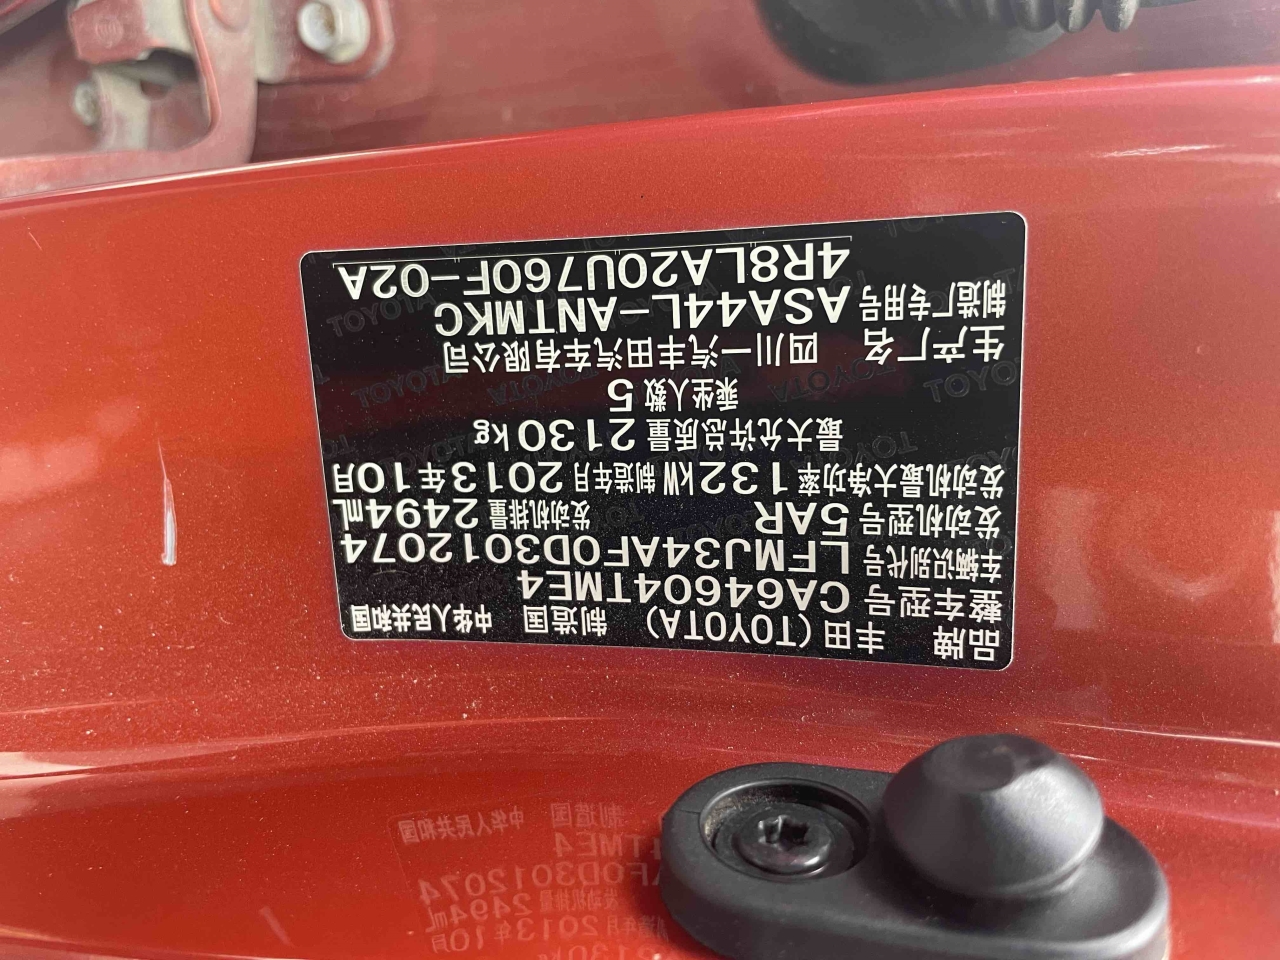 品牌 丰田(TOYOTA) 制造国 中华人民共和国
整车型号 CA64604TME4
车辆识别代号 LFMJ34AF0D3012074
发动机型号 5AR 发动机排量 2494mL
发动机最大净功率 132kW 制造年月 2013年10月
最大允许总质量 2130kg
乘坐人数 5
生产厂名 四川一汽丰田汽车有限公司
制造厂专用号 ASA44L-ANTMKC
4R8LA20U760F-02A